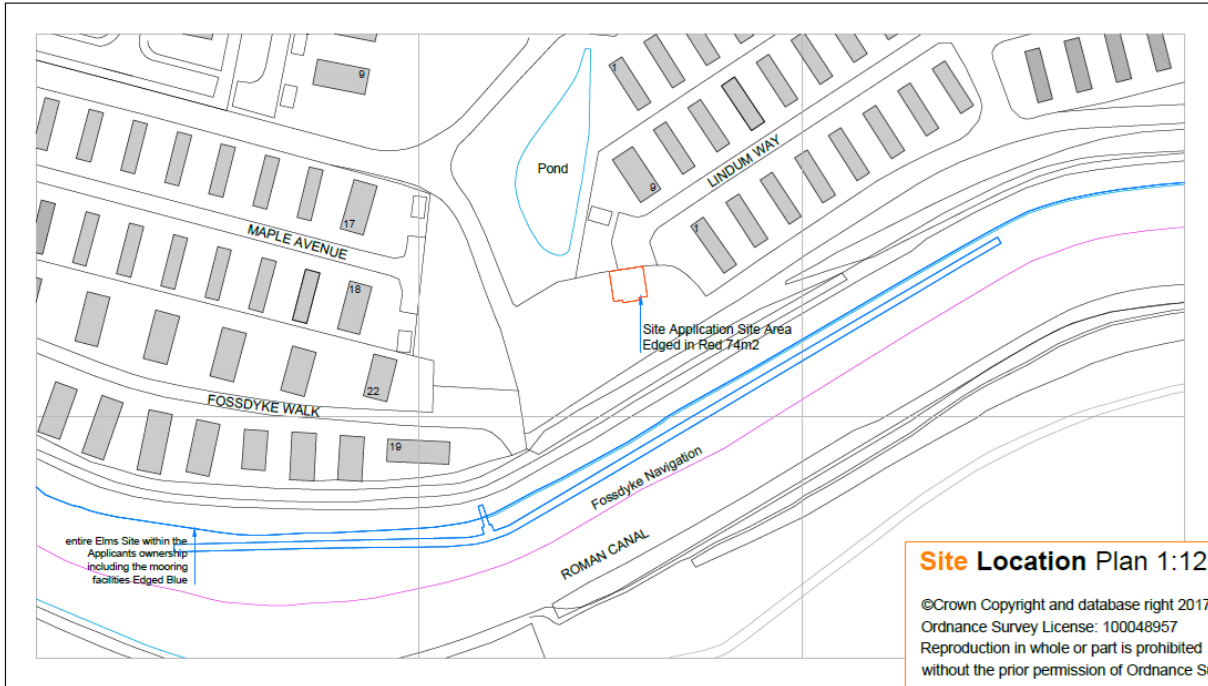 9
1
Pond
LINDUM WAY
9
17
MAPLE AVENUE
1
18
Site Application Site Area
Edged in Red 74m2
22
FOSSDYKE WALK
19
Fossdyke Navigation
entire Elms Site within the
Applicants ownership
including the mooring
facilities Edged Blue
ROMAN CANAL
Site Location Plan 1:12
©Crown Copyright and database right 2017
Ordnance Survey License: 100048957
Reproduction in whole or part is prohibited
without the prior permission of Ordnance Su